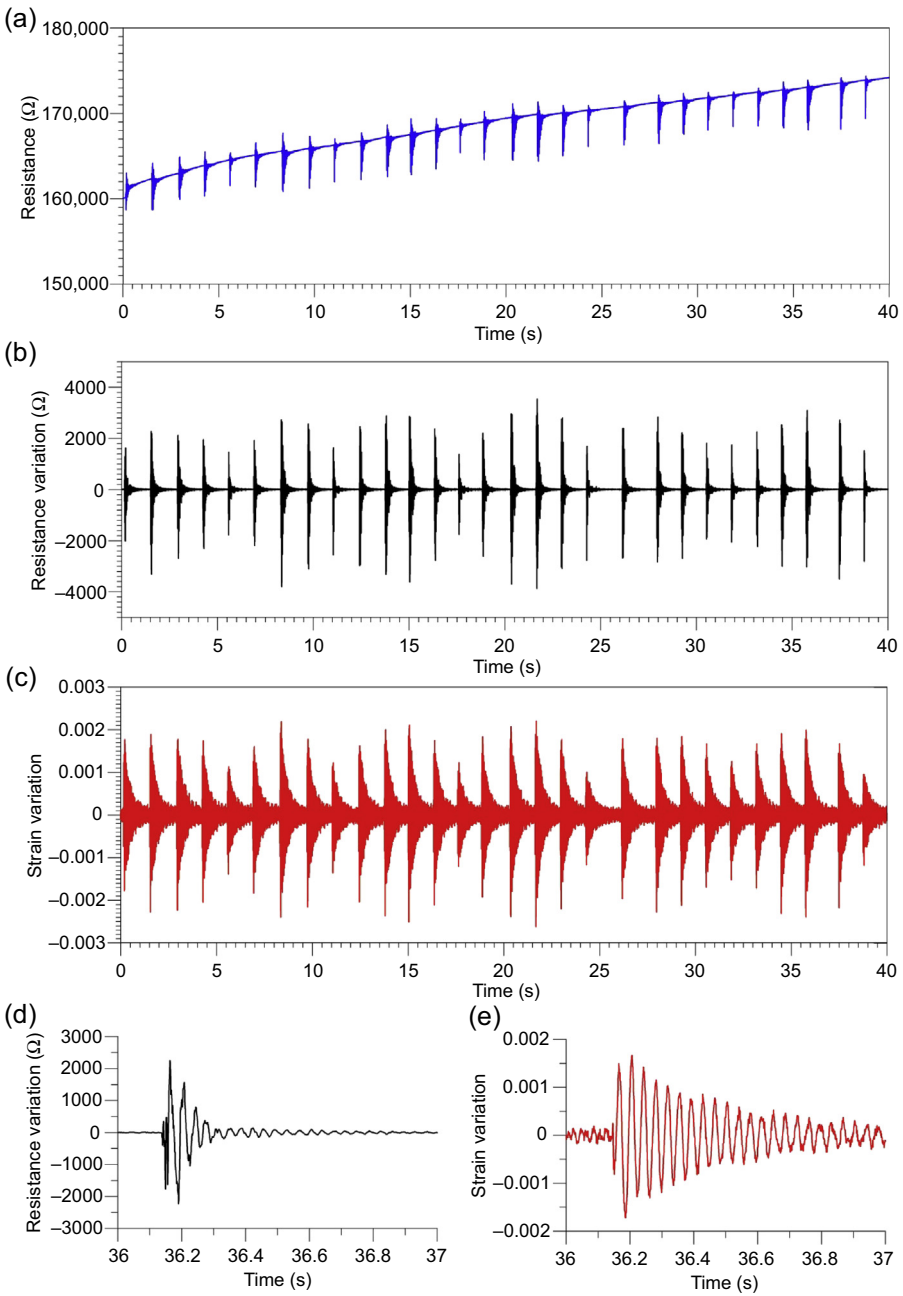 (a)
180,000
170,000
160,000
150,000
Resistance (Ω)
0 5 10 15 20 25 30 35 40
Time (s)
(b)
4000
2000
0
–2000
–4000
Resistance variation (Ω)
0 5 10 15 20 25 30 35 40
Time (s)
(c)
0.003
0.002
0.001
0
–0.001
–0.002
–0.003
Strain variation
0 5 10 15 20 25 30 35 40
Time (s)
(d)
3000
2000
1000
0
–1000
–2000
–3000
Resistance variation (Ω)
36 36.2 36.4 36.6 36.8 37
Time (s)
(e)
0.002
0.001
0
–0.001
–0.002
Strain variation
36 36.2 36.4 36.6 36.8 37
Time (s)